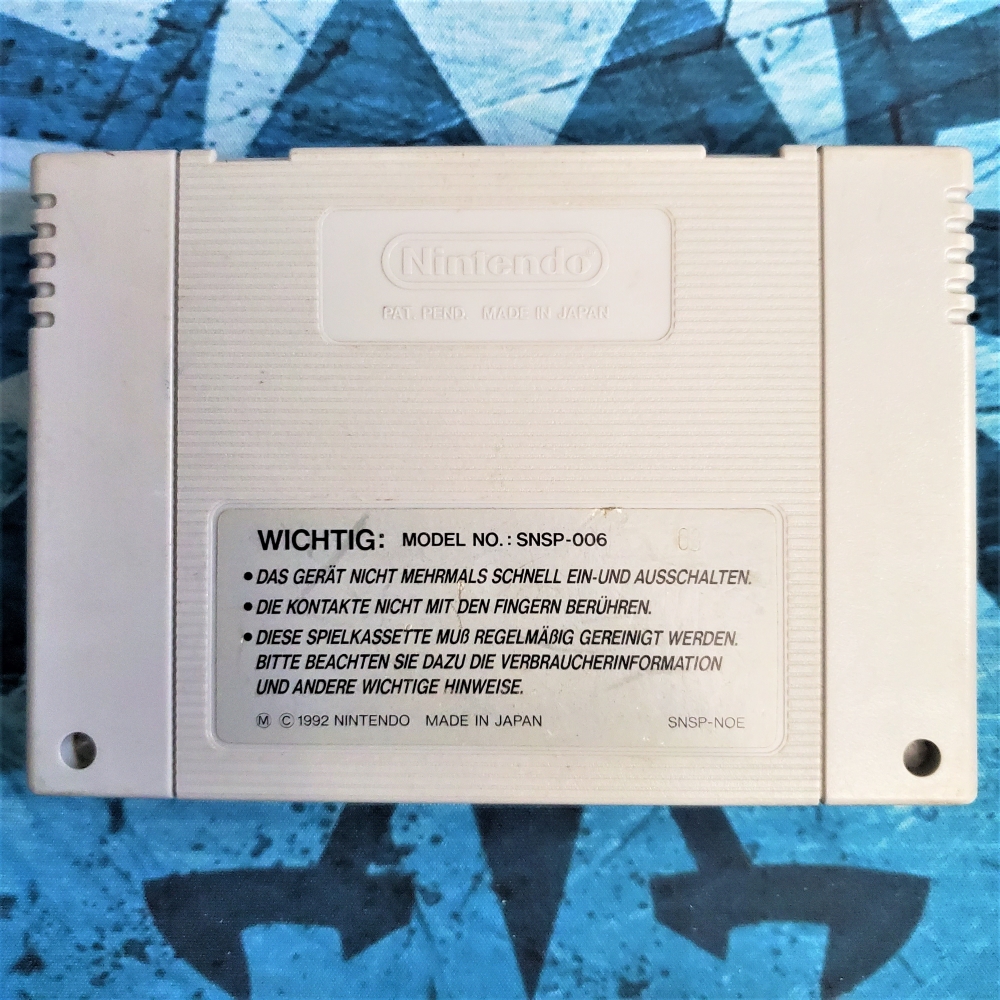 Nintendo®
PAT. PEND. MADE IN JAPAN
WICHTIG: MODEL NO.: SNSP-006
• DAS GERÄT NICHT MEHRMALS SCHNELL EIN-UND AUSSCHALTEN.
• DIE KONTAKTE NICHT MIT DEN FINGERN BERÜHREN.
• DIESE SPIELKASSETTE MUß REGELMÄßIG GEREINIGT WERDEN.
BITTE BEACHTEN SIE DAZU DIE VERBRAUCHERINFORMATION
UND ANDERE WICHTIGE HINWEISE.
Ⓜ © 1992 NINTENDO MADE IN JAPAN SNSP-NOE